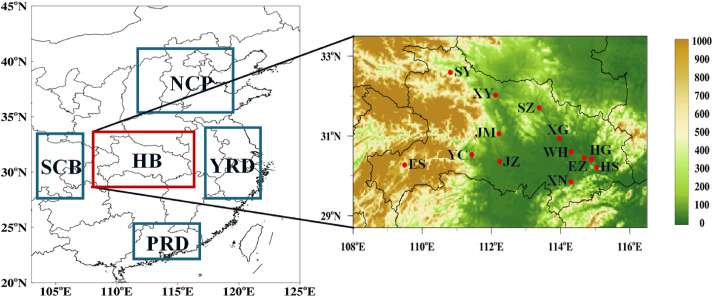 45°N
40°N
35°N
30°N
25°N
20°N
105°E 110°E 115°E 120°E 125°E
NCP
SCB
HB
YRD
PRD
33°N
31°N
29°N
108°E 110°E 112°E 114°E 116°E
SY
XY
SZ
JM
XG
YC
WH
HG
ES
JZ
EZ
HS
XN
1000
900
800
700
600
500
400
300
200
100
0